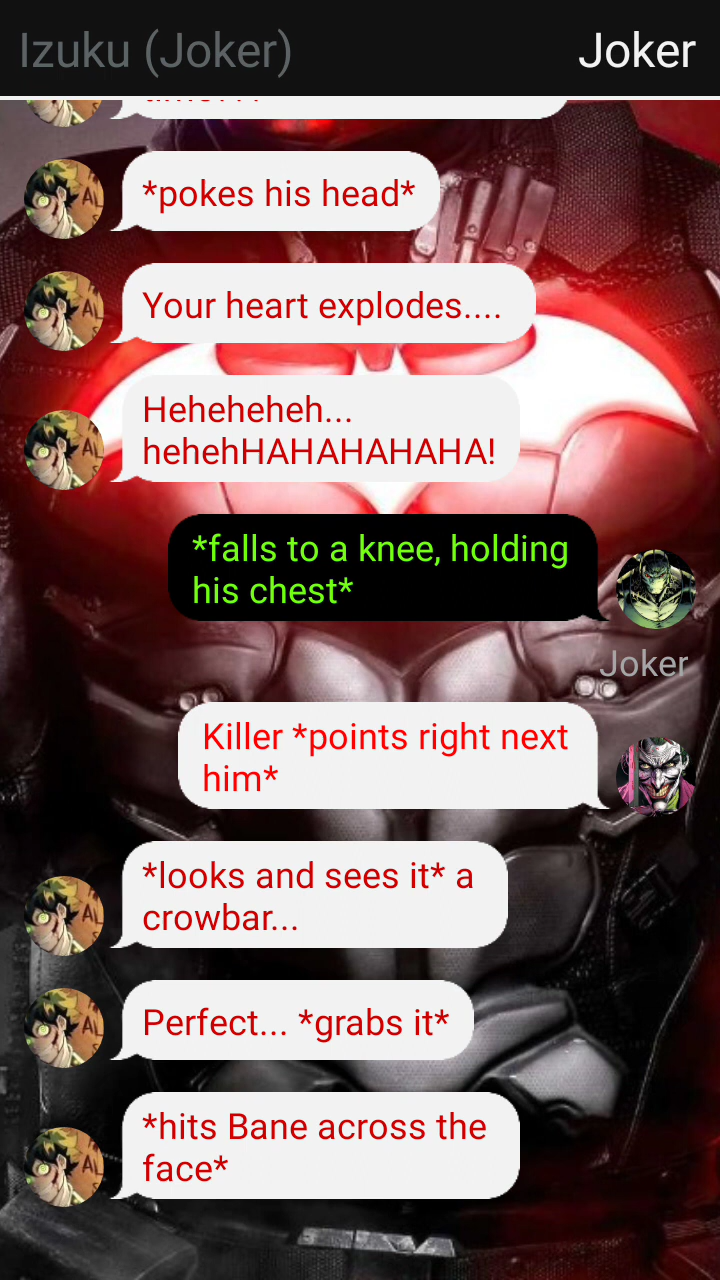 Izuku (Joker)
Joker
*pokes his head*
Your heart explodes....
Heheheheh...
hehehHAHAHAHAHA!
*falls to a knee, holding
his chest*
Joker
Killer *points right next
him*
*looks and sees it* a
crowbar...
Perfect... *grabs it*
*hits Bane across the
face*